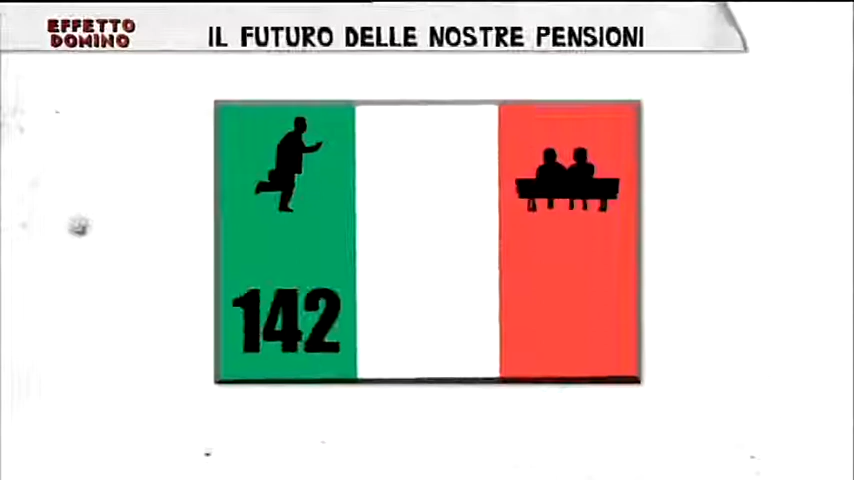 EFFETTO
DOMINO
IL FUTURO DELLE NOSTRE PENSIONI
142